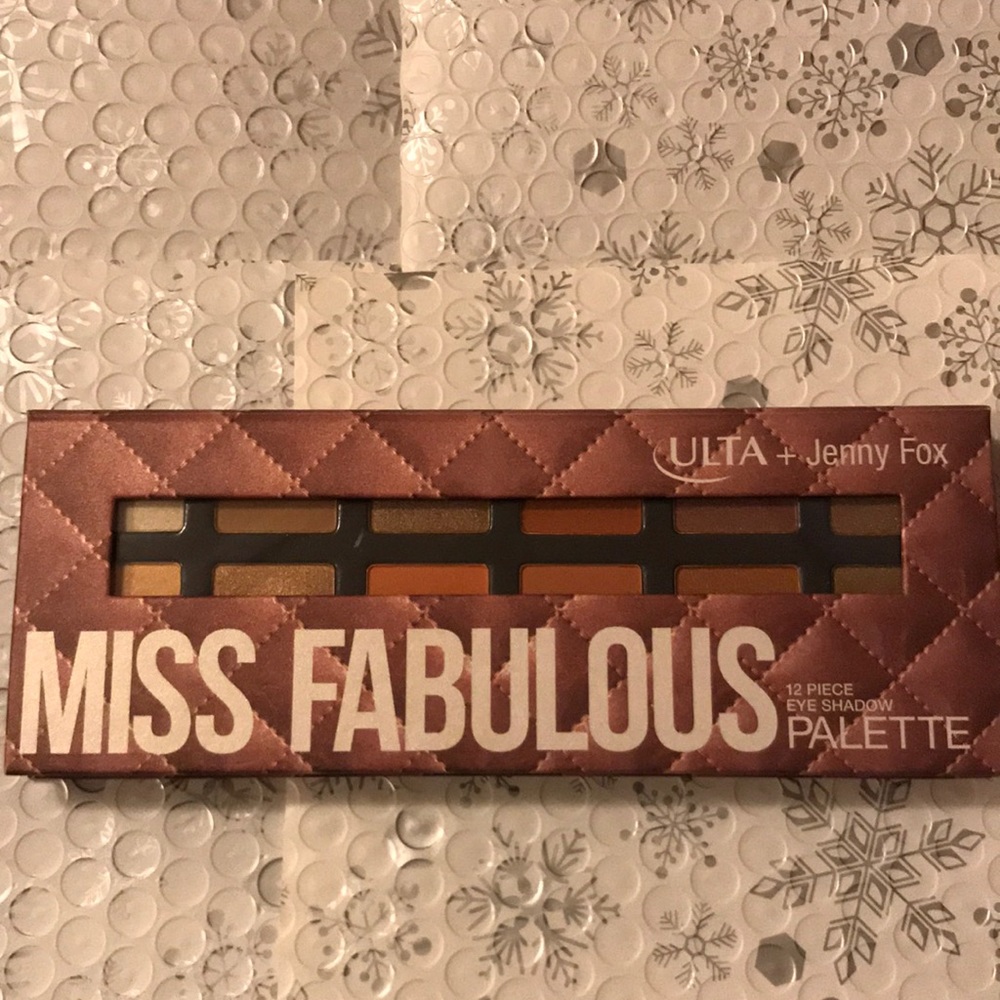 ULTA + Jenny Fox
MISS FABULOUS
12 PIECE
EYE SHADOW
PALETTE